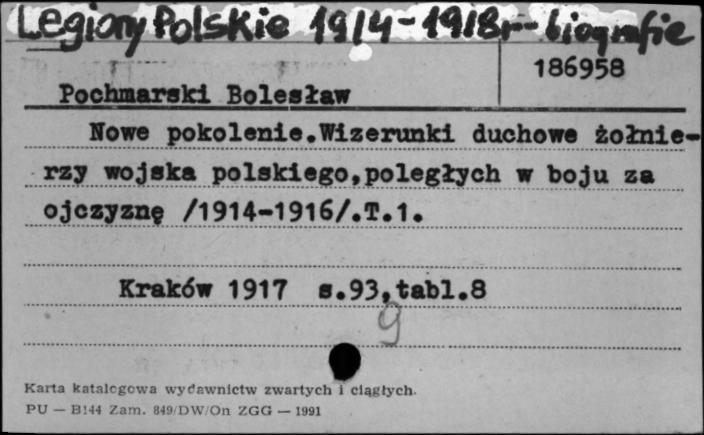 Legiony Polskie 1914-1918r.- biografie
186958
Pochmarski Bolesław
Nowe pokolenie.Wizerunki duchowe żołnie-
rzy wojska polskiego,poległych w boju za
ojczyznę /1914-1916/.T.1.
Kraków 1917 s.93,tabl.8
9
Karta katalogowa wydawnictw zwartych i ciągłych.
PU — B144 Zam. 849/DW/On ZGG — 1991